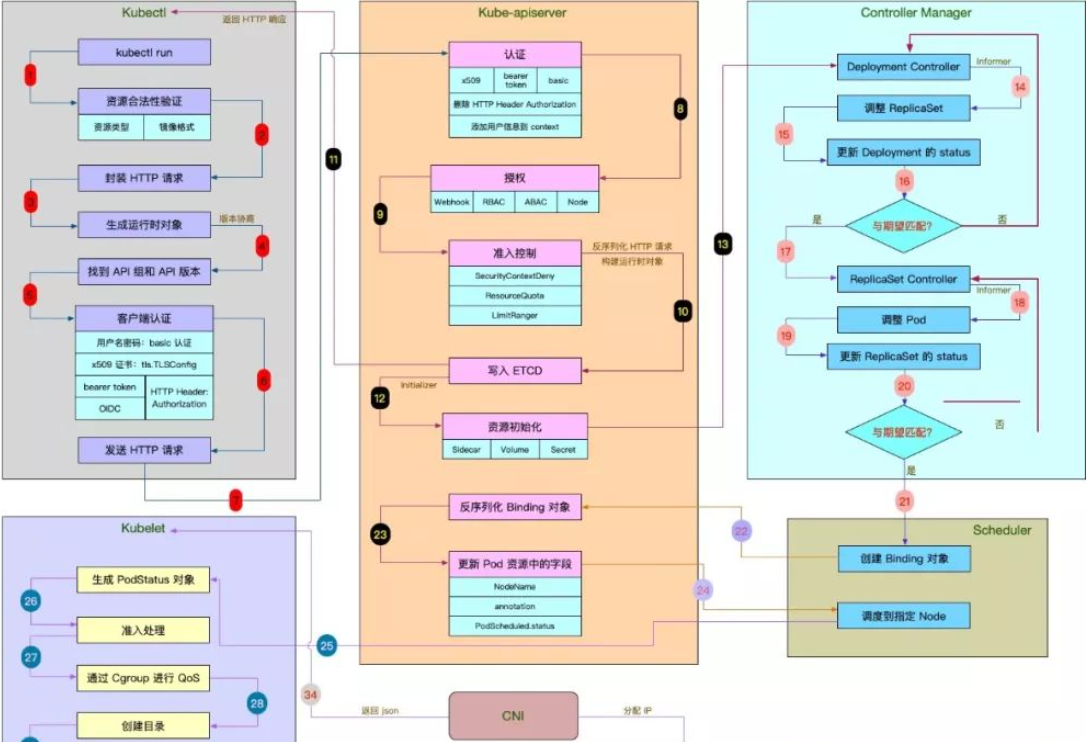 Kubectl
返回 HTTP 响应
kubectl run
1
资源合法性验证
资源类型
镜像格式
2
封装 HTTP 请求
3
生成运行时对象
版本协商
4
找到 API 组和 API 版本
5
客户端认证
用户名密码：basic 认证
x509 证书：tls.TLSConfig
bearer token
OIDC
HTTP Header:
Authorization
6
发送 HTTP 请求
7
Kube-apiserver
认证
x509
bearer
token
basic
删除 HTTP Header Authorization
添加用户信息到 context
8
11
授权
Webhook
RBAC
ABAC
Node
9
准入控制
SecurityContextDeny
ResourceQuota
LimitRanger
反序列化 HTTP 请求
构建运行时对象
10
写入 ETCD
Initializer
12
资源初始化
Sidecar
Volume
Secret
13
反序列化 Binding 对象
23
更新 Pod 资源中的字段
NodeName
annotation
PodScheduled.status
Controller Manager
Deployment Controller
Informer
14
调整 ReplicaSet
15
更新 Deployment 的 status
16
是
与期望匹配?
否
17
ReplicaSet Controller
Informer
18
调整 Pod
19
更新 ReplicaSet 的 status
20
与期望匹配?
否
是
21
Scheduler
22
创建 Binding 对象
24
调度到指定 Node
25
Kubelet
生成 PodStatus 对象
26
准入处理
27
通过 Cgroup 进行 QoS
28
创建目录
34
返回 json
CNI
分配 IP